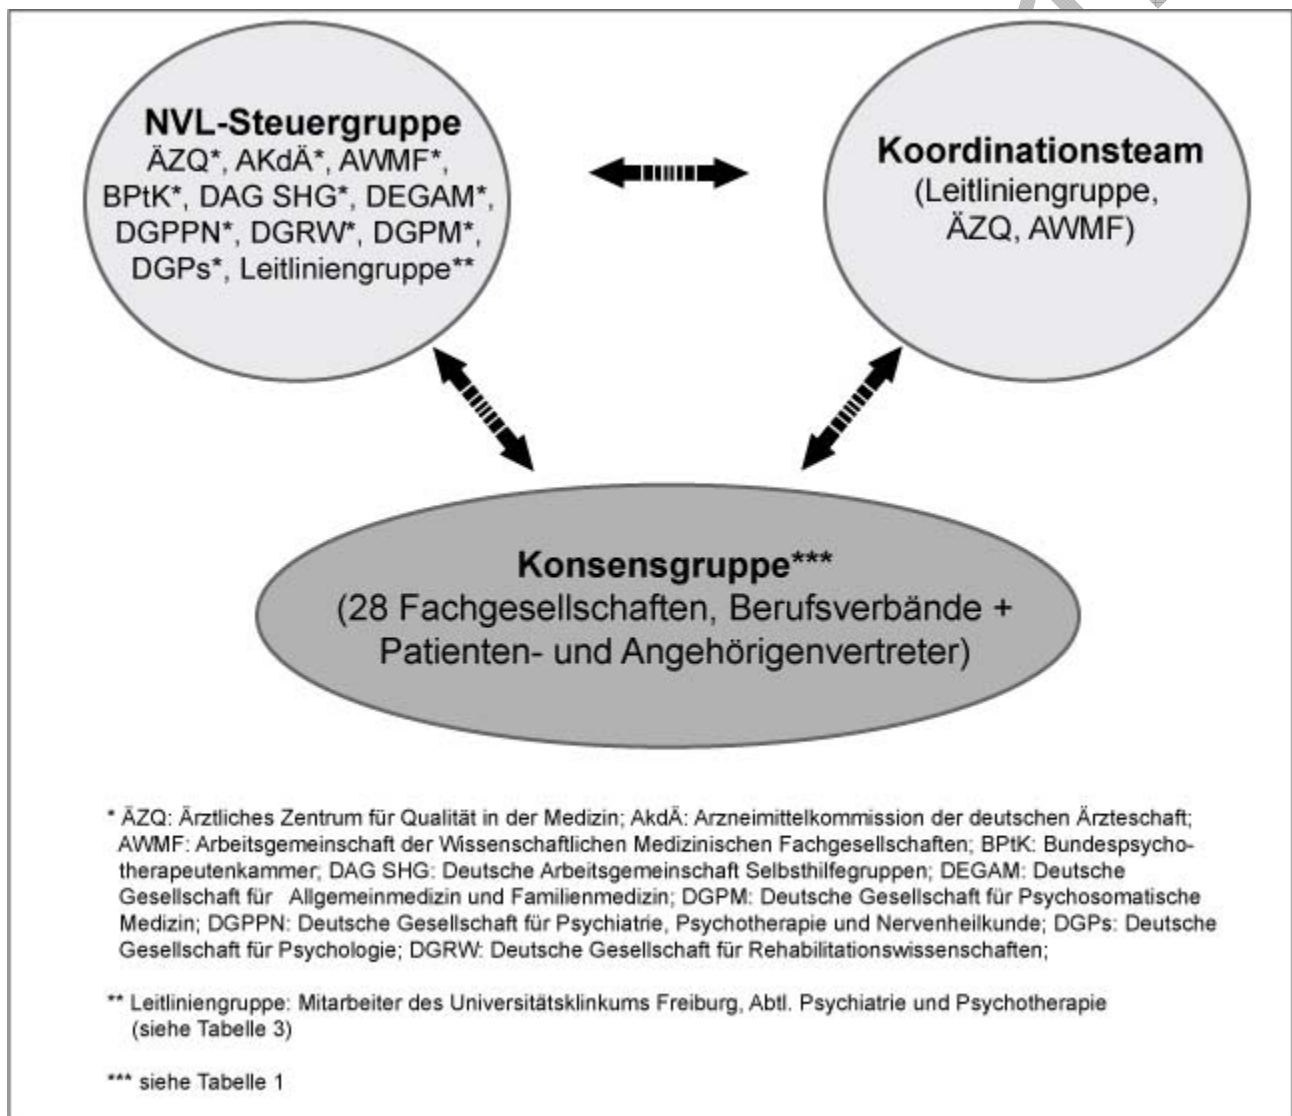 NVL-Steuergruppe
ÄZQ*, AKdÄ*, AWMF*,
BPtK*, DAG SHG*, DEGAM*,
DGPPN*, DGRW*, DGPM*,
DGPs*, Leitliniengruppe**
Koordinationsteam
(Leitliniengruppe,
ÄZQ, AWMF)
Konsensgruppe***
(28 Fachgesellschaften, Berufsverbände +
Patienten- und Angehörigenvertreter)
* ÄZQ: Ärztliches Zentrum für Qualität in der Medizin; AkdÄ: Arzneimittelkommission der deutschen Ärzteschaft;
AWMF: Arbeitsgemeinschaft der Wissenschaftlichen Medizinischen Fachgesellschaften; BPtK: Bundespsycho-
therapeutenkammer; DAG SHG: Deutsche Arbeitsgemeinschaft Selbsthilfegruppen; DEGAM: Deutsche
Gesellschaft für Allgemeinmedizin und Familienmedizin; DGPM: Deutsche Gesellschaft für Psychosomatische
Medizin; DGPPN: Deutsche Gesellschaft für Psychiatrie, Psychotherapie und Nervenheilkunde; DGPs: Deutsche
Gesellschaft für Psychologie; DGRW: Deutsche Gesellschaft für Rehabilitationswissenschaften;
** Leitliniengruppe: Mitarbeiter des Universitätsklinkums Freiburg, Abtl. Psychiatrie und Psychotherapie
(siehe Tabelle 3)
*** siehe Tabelle 1